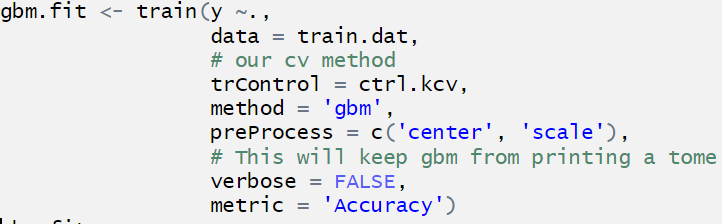 gbm.fit <- train(y ~.,
data = train.dat,
# our cv method
trControl = ctrl.kcv,
method = 'gbm',
preProcess = c('center', 'scale'),
# This will keep gbm from printing a tome
verbose = FALSE,
metric = 'Accuracy')